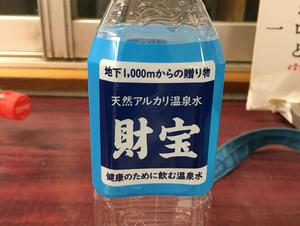 地下1,000mからの贈り物
天然アルカリ温泉水
財宝
健康のために飲む温泉水
一